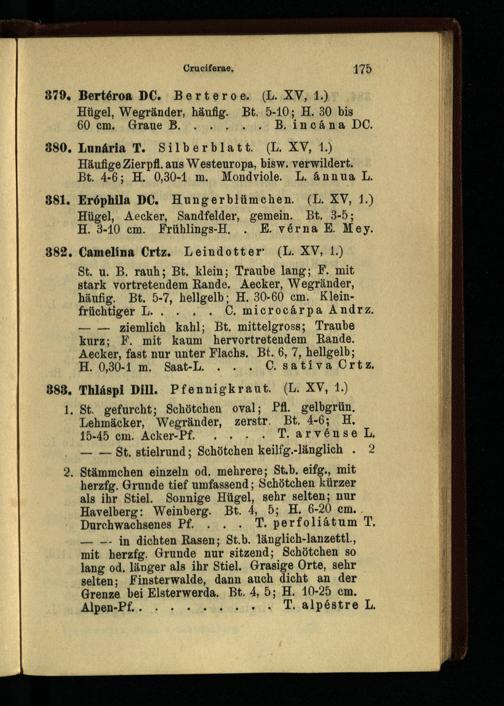 Cruciferae. 175
379. Bertéroa DC. Berteroe. (L. XV, 1.)
Hügel, Wegränder, häufig. Bt. 5-10; H. 30 bis
60 cm. Graue B. . . . . . . B. incána DC.
380. Lunária T. Silberblatt. (L. XV, 1.)
Häufige Zierpfl. aus Westeuropa, bisw. verwildert.
Bt. 4-6; H. 0,30-1 m. Mondviole. L. ánnua L.
381. Eróphila DC. Hungerblümchen. (L. XV, 1.)
Hügel, Aecker, Sandfelder, gemein. Bt. 3-5;
H. 3-10 cm. Frühlings-H. . E. vérna E. Mey.
382. Camelína Crtz. Leindotter (L. XV, 1.)
St. u. B. rauh; Bt. klein; Traube lang; F. mit
stark vortretendem Rande. Aecker, Wegränder,
häufig. Bt. 5-7, hellgelb; H. 30-60 cm. Klein-
früchtiger L. . . . . C. microcárpa Andrz.
— — ziemlich kahl; Bt. mittelgross; Traube
kurz; F. mit kaum hervortretendem Rande.
Aecker, fast nur unter Flachs. Bt. 6, 7, hellgelb;
H. 0,30-1 m. Saat-L. . . . C. satíva Crtz.
383. Thláspi Dill. Pfennigkraut. (L. XV, 1.)
1. St. gefurcht; Schötchen oval; Pfl. gelbgrün.
Lehmäcker, Wegränder, zerstr. Bt. 4-6; H.
15-45 cm. Acker-Pf. . . . . T. arvénse L.
— — St. stielrund; Schötchen keilfg.-länglich . 2
2. Stämmchen einzeln od. mehrere; St.b. eifg., mit
herzfg. Grunde tief umfassend; Schötchen kürzer
als ihr Stiel. Sonnige Hügel, sehr selten; nur
Havelberg: Weinberg. Bt. 4, 5; H. 6-20 cm.
Durchwachsenes Pf. . . . T. perfoliátum T.
— — in dichten Rasen; St.b. länglich-lanzettl.,
mit herzfg. Grunde nur sitzend; Schötchen so
lang od. länger als ihr Stiel. Grasige Orte, sehr
selten; Finsterwalde, dann auch dicht an der
Grenze bei Elsterwerda. Bt. 4, 5; H. 10-25 cm.
Alpen-Pf. . . . . . . . . . T. alpéstre L.